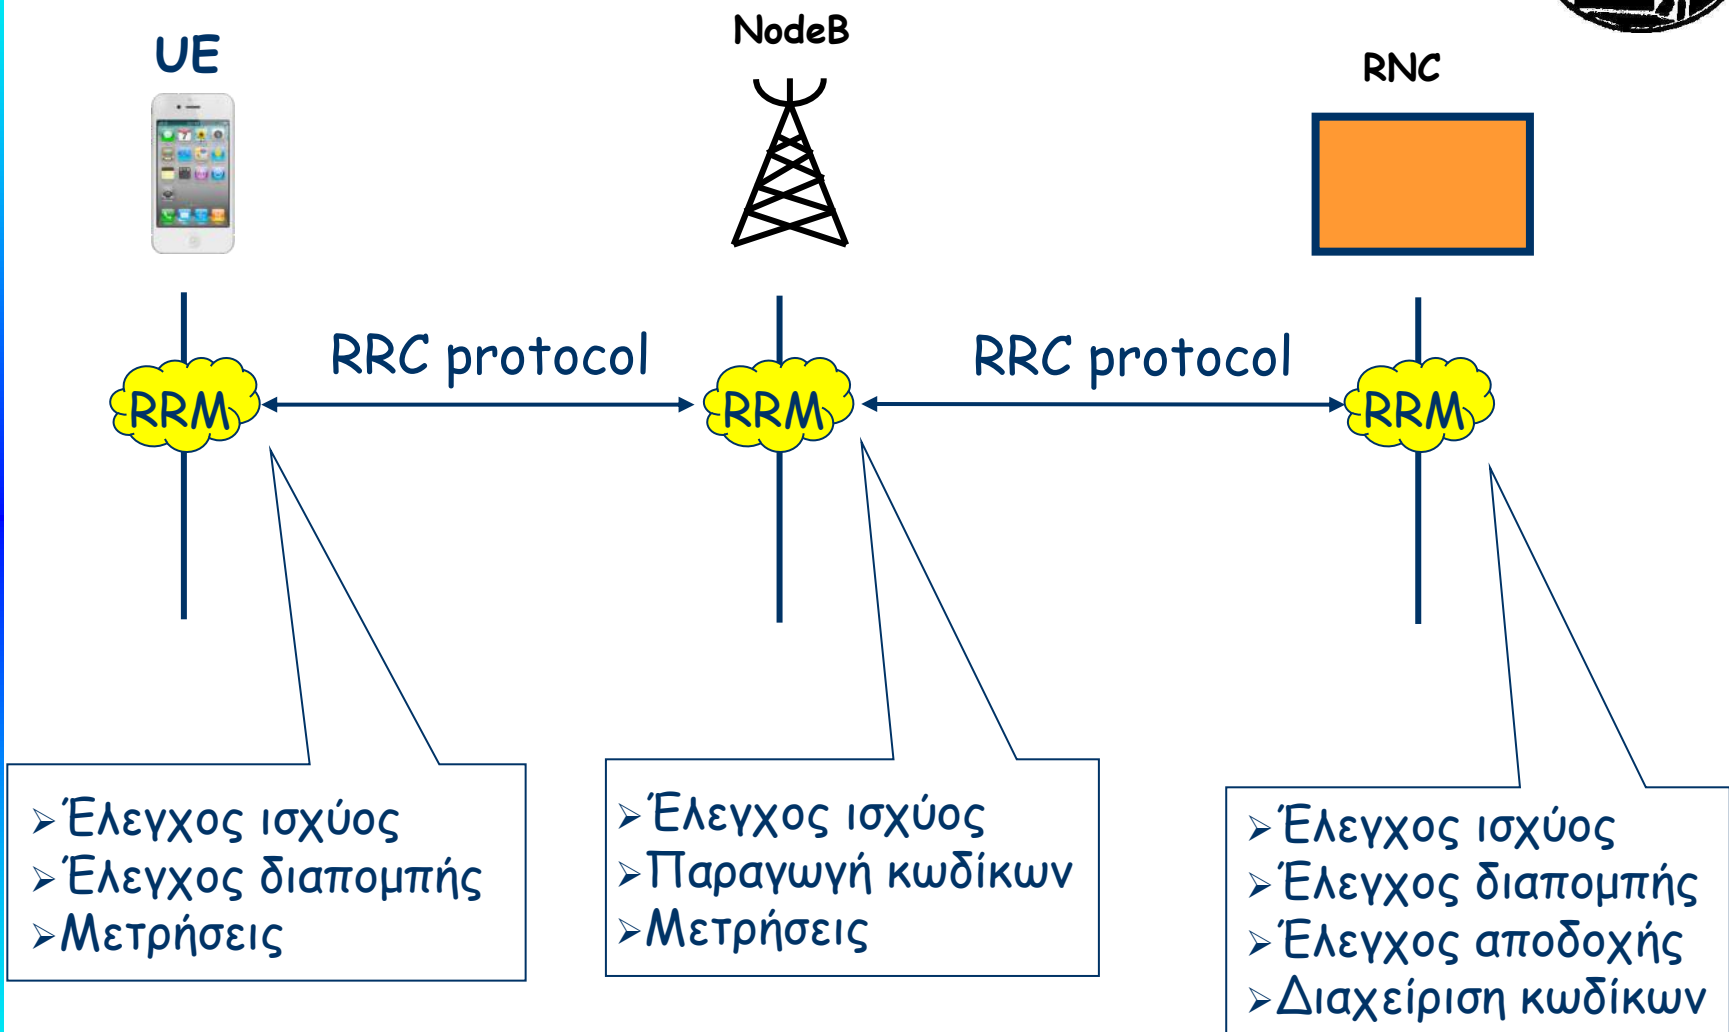 UE
NodeB
RNC
RRC protocol
RRC protocol
RRM
RRM
RRM
➢Έλεγχος ισχύος
➢Έλεγχος διαπομπής
➢Μετρήσεις
➢Έλεγχος ισχύος
➢Παραγωγή κωδίκων
➢Μετρήσεις
➢Έλεγχος ισχύος
➢Έλεγχος διαπομπής
➢Έλεγχος αποδοχής
➢Διαχείριση κωδίκων